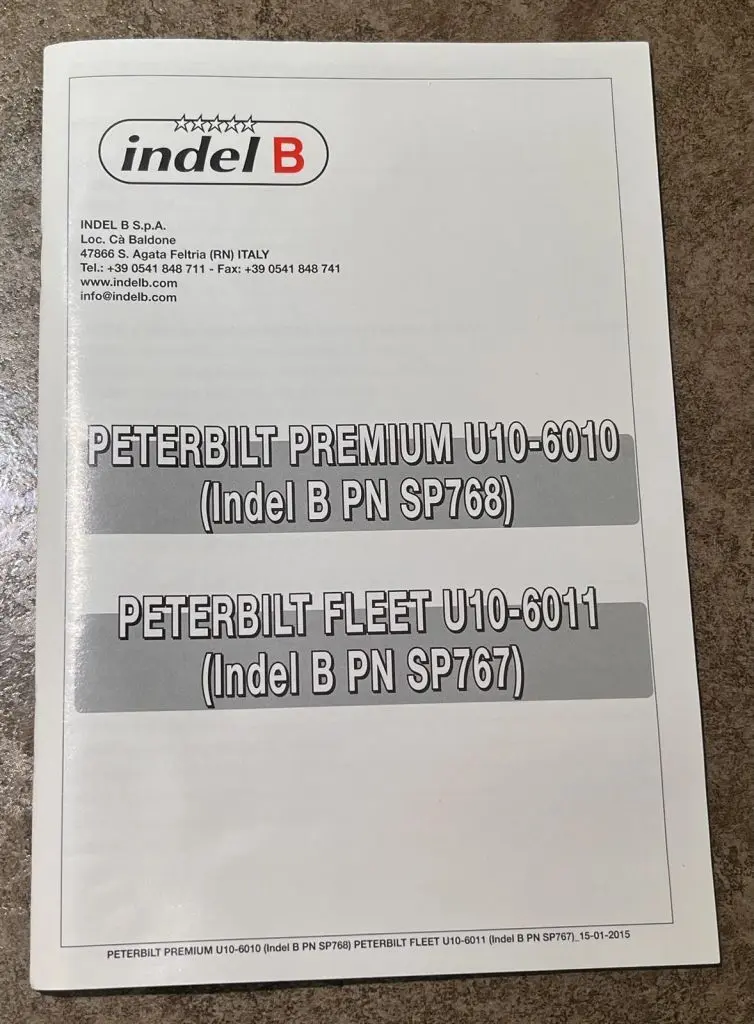 indel B
INDEL B S.p.A.
Loc. Cà Baldone
47866 S. Agata Feltria (RN) ITALY
Tel.: +39 0541 848 711 - Fax: +39 0541 848 741
www.indelb.com
info@indelb.com
PETERBILT PREMIUM U10-6010
(Indel B PN SP768)
PETERBILT FLEET U10-6011
(Indel B PN SP767)
PETERBILT PREMIUM U10-6010 (Indel B PN SP768) PETERBILT FLEET U10-6011 (Indel B PN SP767)_15-01-2015